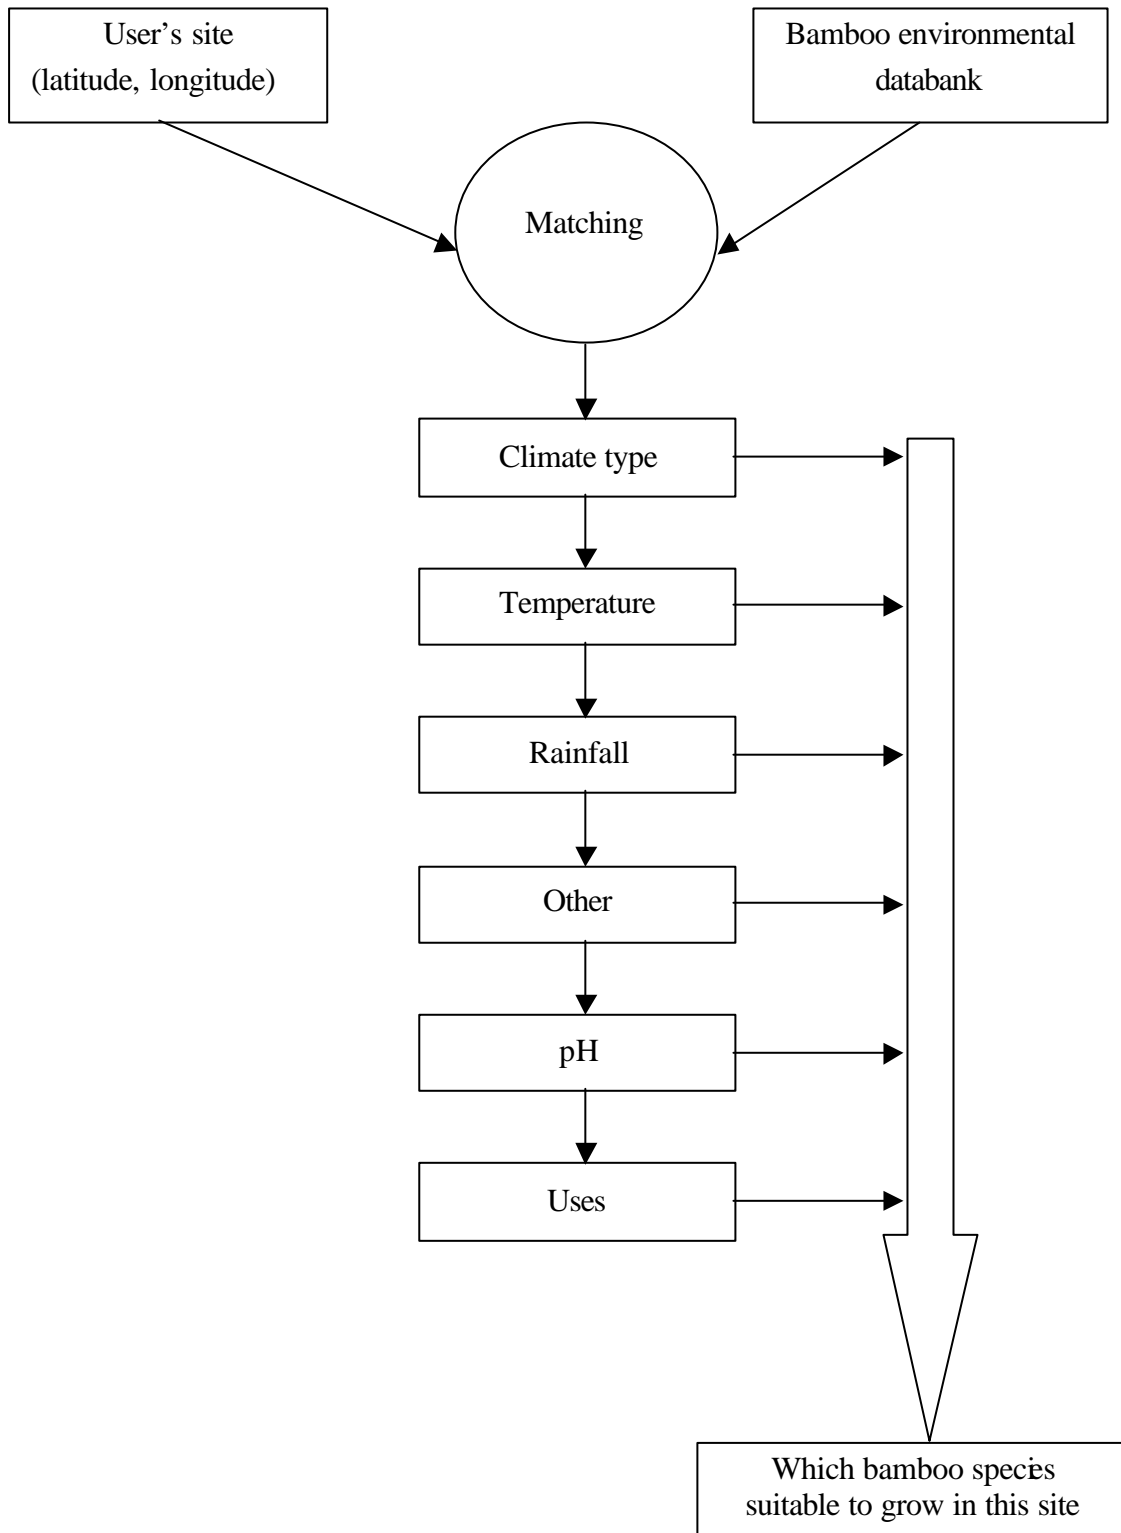 User’s site
(latitude, longitude)
Bamboo environmental
databank
Matching
Climate type
Temperature
Rainfall
Other
pH
Uses
Which bamboo species
suitable to grow in this site